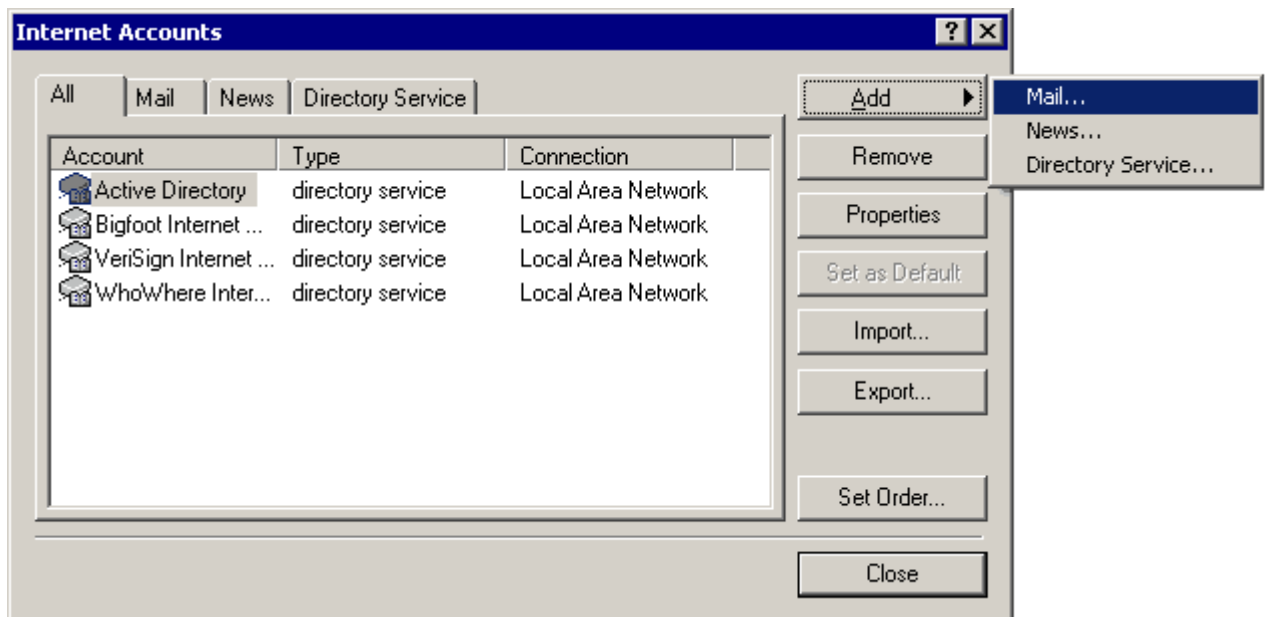 Internet Accounts
All Mail News Directory Service
Add
Mail...
News...
Directory Service...
Account Type Connection
Active Directory directory service Local Area Network
Bigfoot Internet ... directory service Local Area Network
VeriSign Internet ... directory service Local Area Network
WhoWhere Inter... directory service Local Area Network
Remove
Properties
Set as Default
Import...
Export...
Set Order...
Close